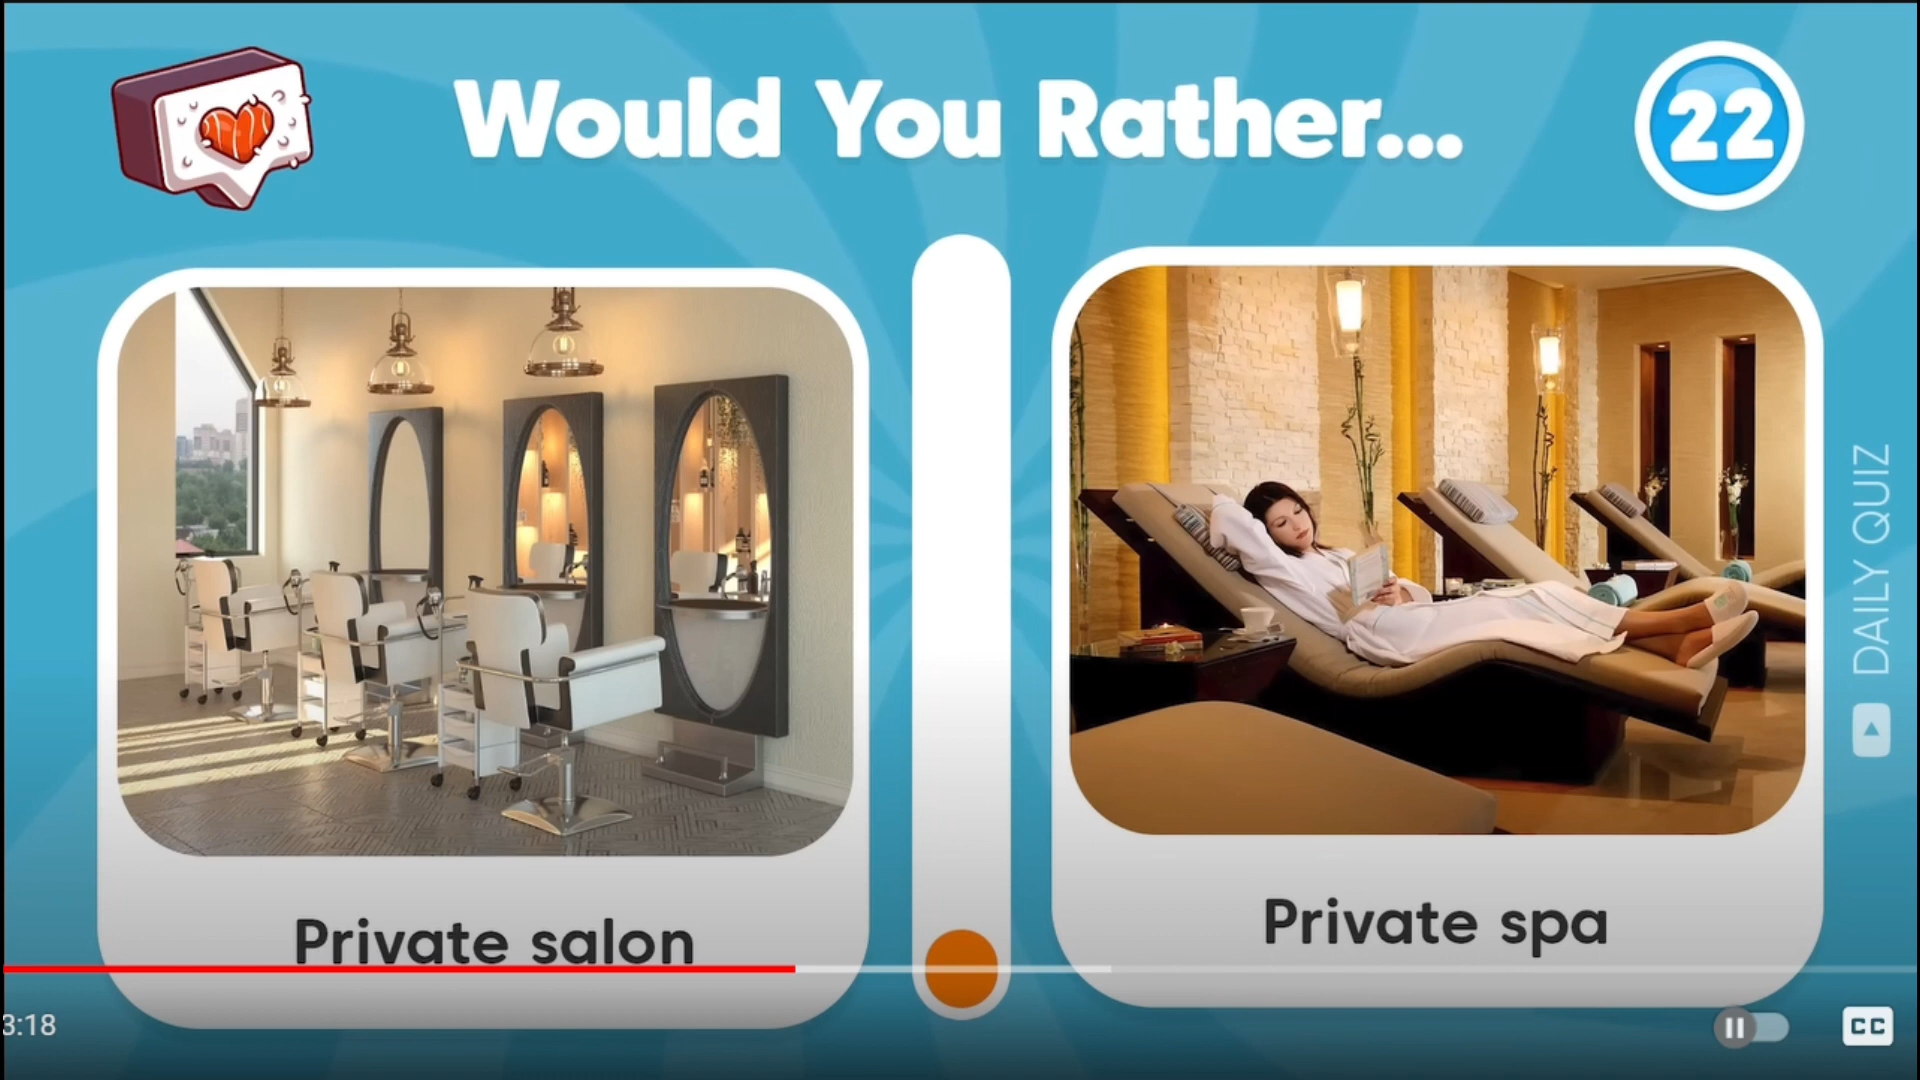 Would You Rather...
22
Private salon
Private spa
DAILY QUIZ
3:18
CC